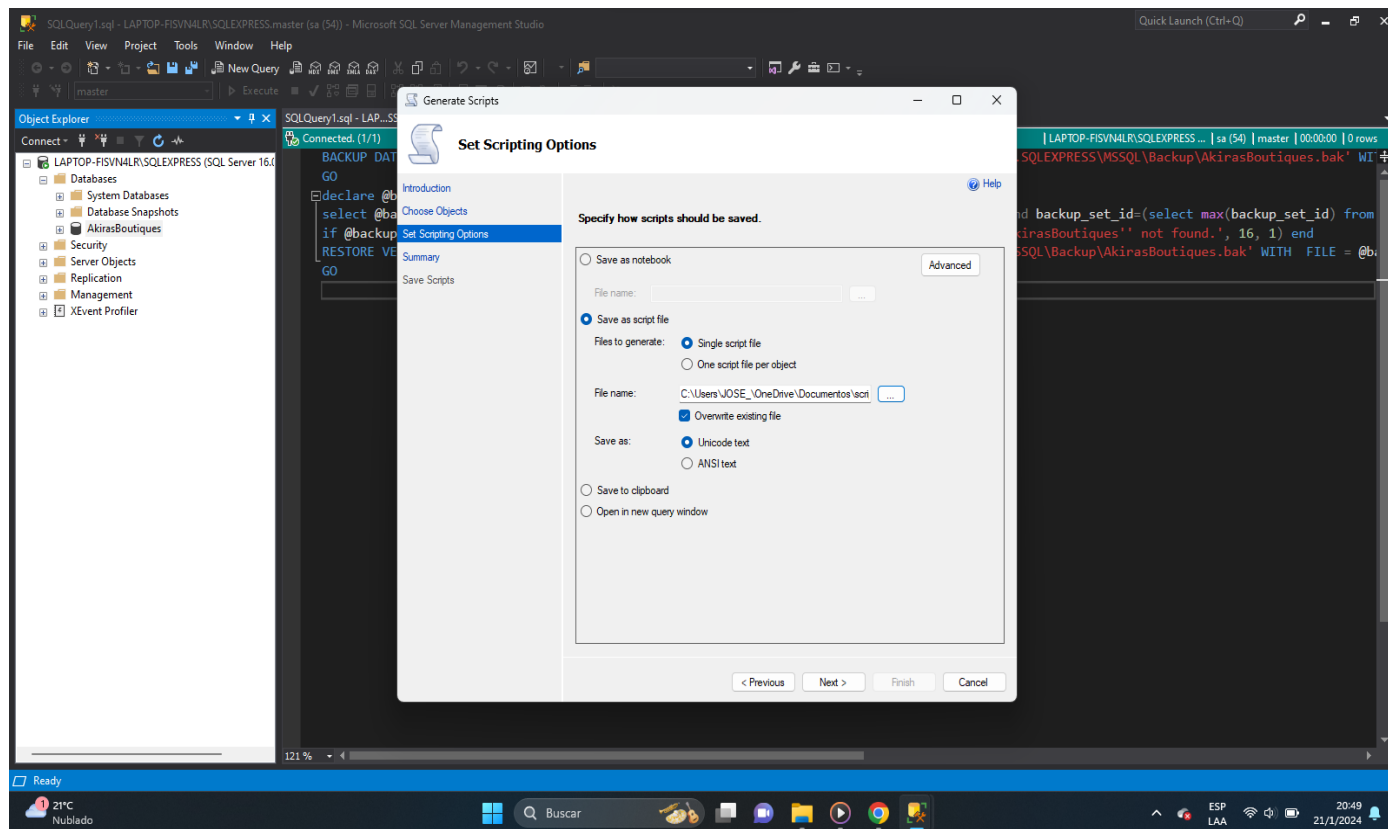 SQLQuery1.sql - LAPTOP-FISVN4LR\SQLEXPRESS.master (sa (54)) - Microsoft SQL Server Management Studio
Quick Launch (Ctrl+Q)
File Edit View Project Tools Window Help
New Query
master
Execute
Object Explorer
Connect
LAPTOP-FISVN4LR\SQLEXPRESS (SQL Server 16.0
Databases
System Databases
Database Snapshots
AkirasBoutiques
Security
Server Objects
Replication
Management
XEvent Profiler
SQLQuery1.sql - LAP...SS
Connected. (1/1)
LAPTOP-FISVN4LR\SQLEXPRESS ... | sa (54) | master | 00:00:00 | 0 rows
BACKUP DAT
.SQLEXPRESS\MSSQL\Backup\AkirasBoutiques.bak' WIT
GO
declare @b
select @ba
nd backup_set_id=(select max(backup_set_id) from
if @backup
kirasBoutiques'' not found.', 16, 1) end
RESTORE VE
SSQL\Backup\AkirasBoutiques.bak' WITH FILE = @ba
GO
Generate Scripts
Set Scripting Options
Introduction
Choose Objects
Set Scripting Options
Summary
Save Scripts
Help
Specify how scripts should be saved.
Save as notebook
Advanced
File name:
...
Save as script file
Files to generate:
Single script file
One script file per object
File name:
C:\Users\JOSE_\OneDrive\Documentos\scri
...
Overwrite existing file
Save as:
Unicode text
ANSI text
Save to clipboard
Open in new query window
< Previous
Next >
Finish
Cancel
121 %
Ready
1
21°C
Nublado
Buscar
ESP
LAA
20:49
21/1/2024